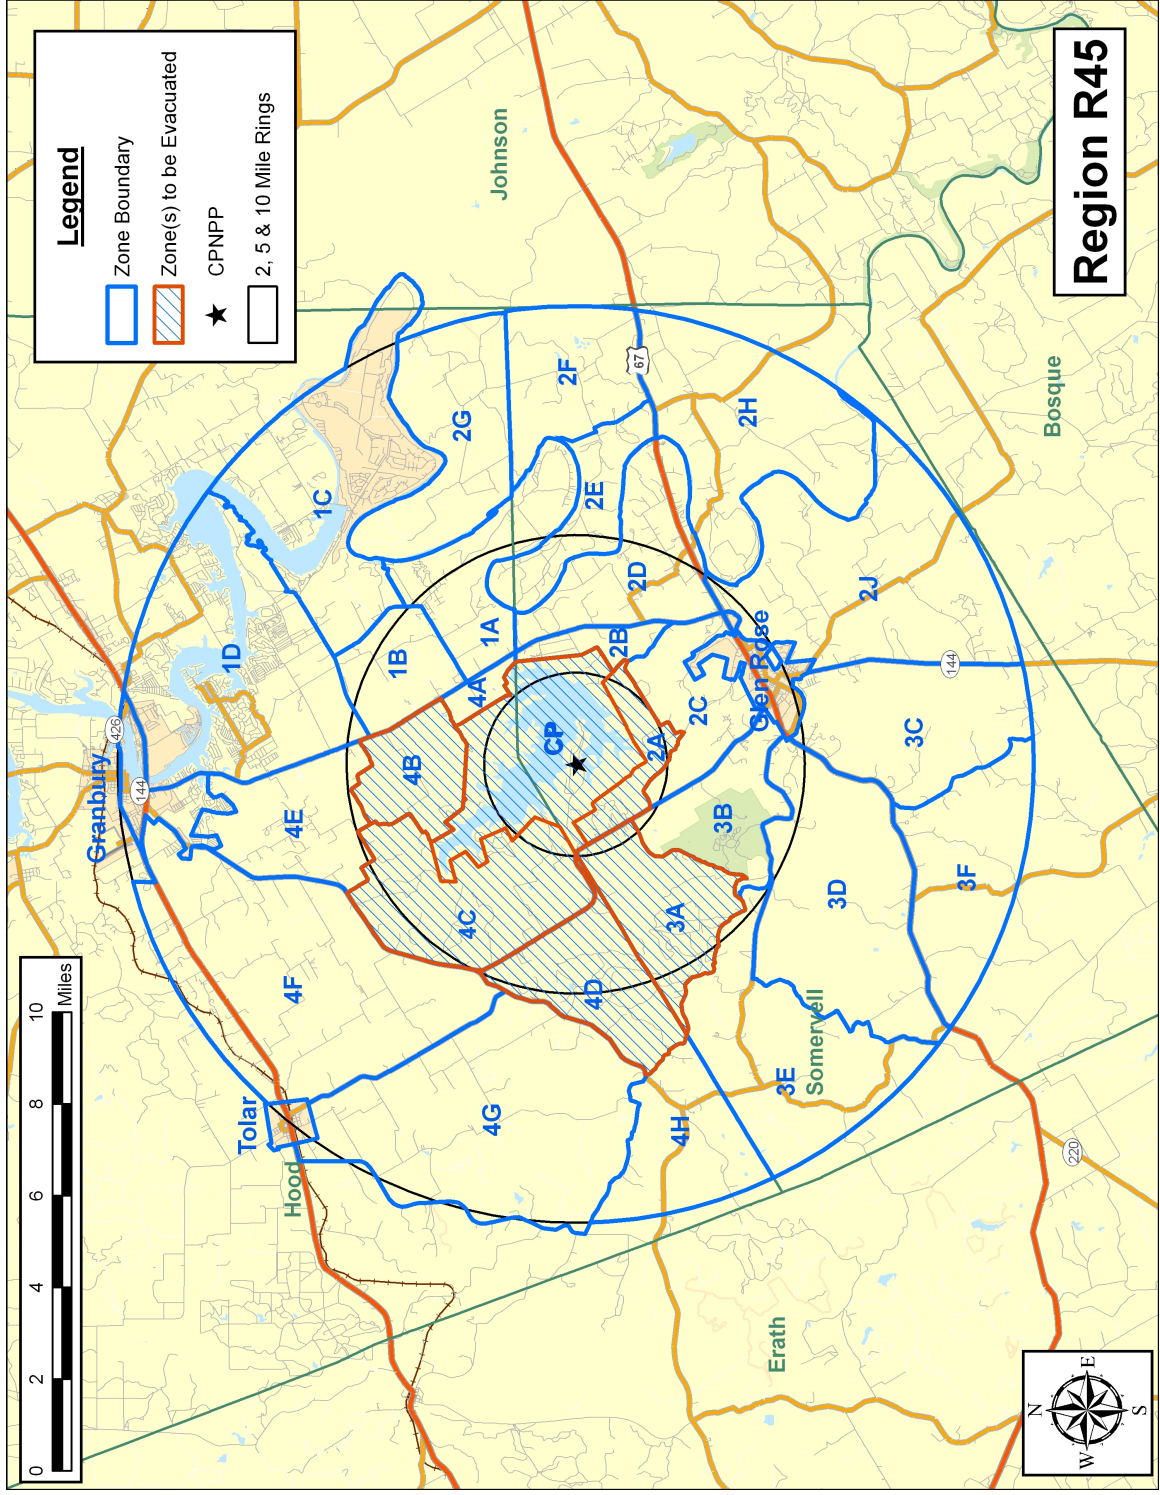 Legend
Zone Boundary
Zone(s) to be Evacuated
CPNPP
2, 5 & 10 Mile Rings
Region R45
0 2 4 6 8 10
Miles
Granbury
Tolar
Glen Rose
Hood
Johnson
Somervell
Bosque
Erath
426
144
67
144
220
CP
1A
1B
1C
1D
2A
2B
2C
2D
2E
2F
2G
2H
2J
3A
3B
3C
3D
3E
3F
4A
4B
4C
4D
4E
4F
4G
4H
N
E
S
W